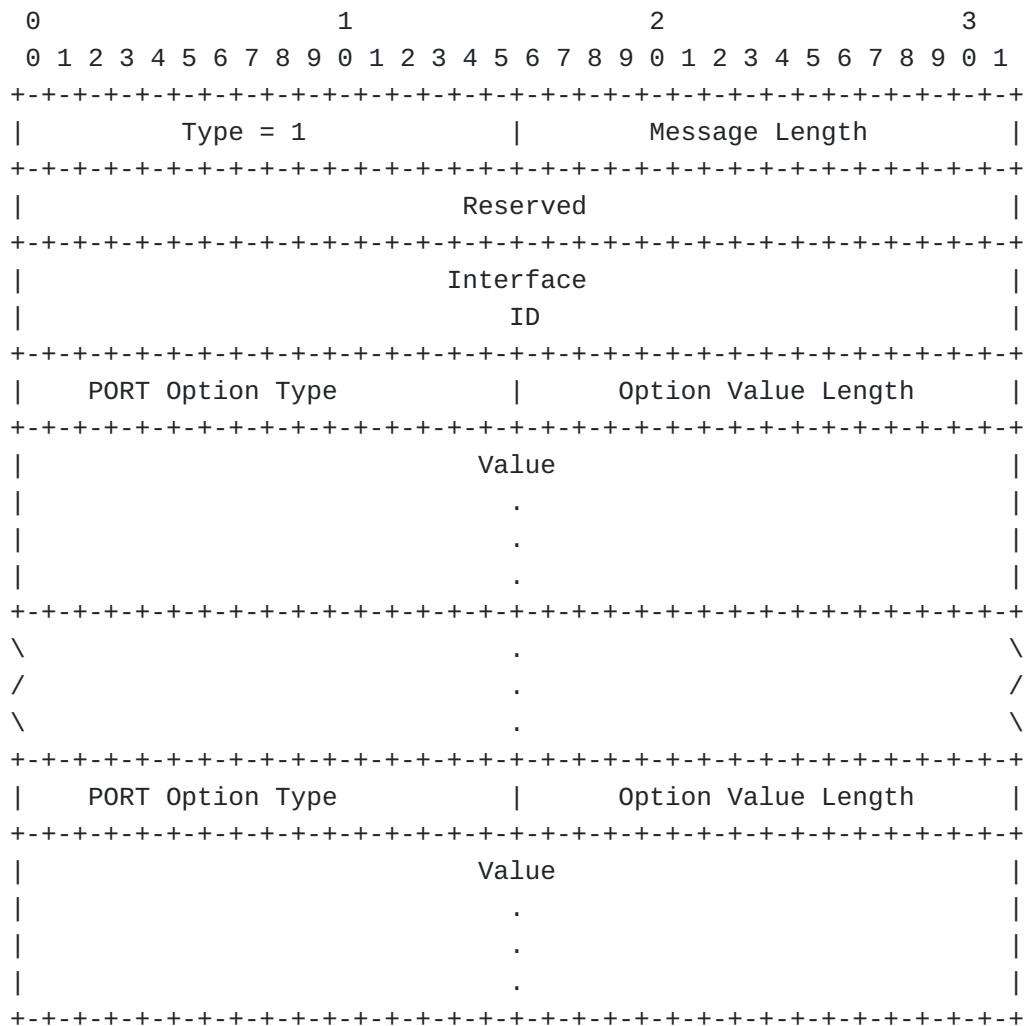 0                   1                   2                   3
 0 1 2 3 4 5 6 7 8 9 0 1 2 3 4 5 6 7 8 9 0 1 2 3 4 5 6 7 8 9 0 1
+-+-+-+-+-+-+-+-+-+-+-+-+-+-+-+-+-+-+-+-+-+-+-+-+-+-+-+-+-+-+-+-+
|          Type = 1             |        Message Length         |
+-+-+-+-+-+-+-+-+-+-+-+-+-+-+-+-+-+-+-+-+-+-+-+-+-+-+-+-+-+-+-+-+
|                            Reserved                           |
+-+-+-+-+-+-+-+-+-+-+-+-+-+-+-+-+-+-+-+-+-+-+-+-+-+-+-+-+-+-+-+-+
|                           Interface                           |
|                               ID                              |
+-+-+-+-+-+-+-+-+-+-+-+-+-+-+-+-+-+-+-+-+-+-+-+-+-+-+-+-+-+-+-+-+
|    PORT Option Type           |      Option Value Length      |
+-+-+-+-+-+-+-+-+-+-+-+-+-+-+-+-+-+-+-+-+-+-+-+-+-+-+-+-+-+-+-+-+
|                             Value                             |
|                               .                               |
|                               .                               |
|                               .                               |
+-+-+-+-+-+-+-+-+-+-+-+-+-+-+-+-+-+-+-+-+-+-+-+-+-+-+-+-+-+-+-+-+
\                               .                               \
/                               .                               /
\                               .                               \
+-+-+-+-+-+-+-+-+-+-+-+-+-+-+-+-+-+-+-+-+-+-+-+-+-+-+-+-+-+-+-+-+
|    PORT Option Type           |      Option Value Length      |
+-+-+-+-+-+-+-+-+-+-+-+-+-+-+-+-+-+-+-+-+-+-+-+-+-+-+-+-+-+-+-+-+
|                             Value                             |
|                               .                               |
|                               .                               |
|                               .                               |
+-+-+-+-+-+-+-+-+-+-+-+-+-+-+-+-+-+-+-+-+-+-+-+-+-+-+-+-+-+-+-+-+